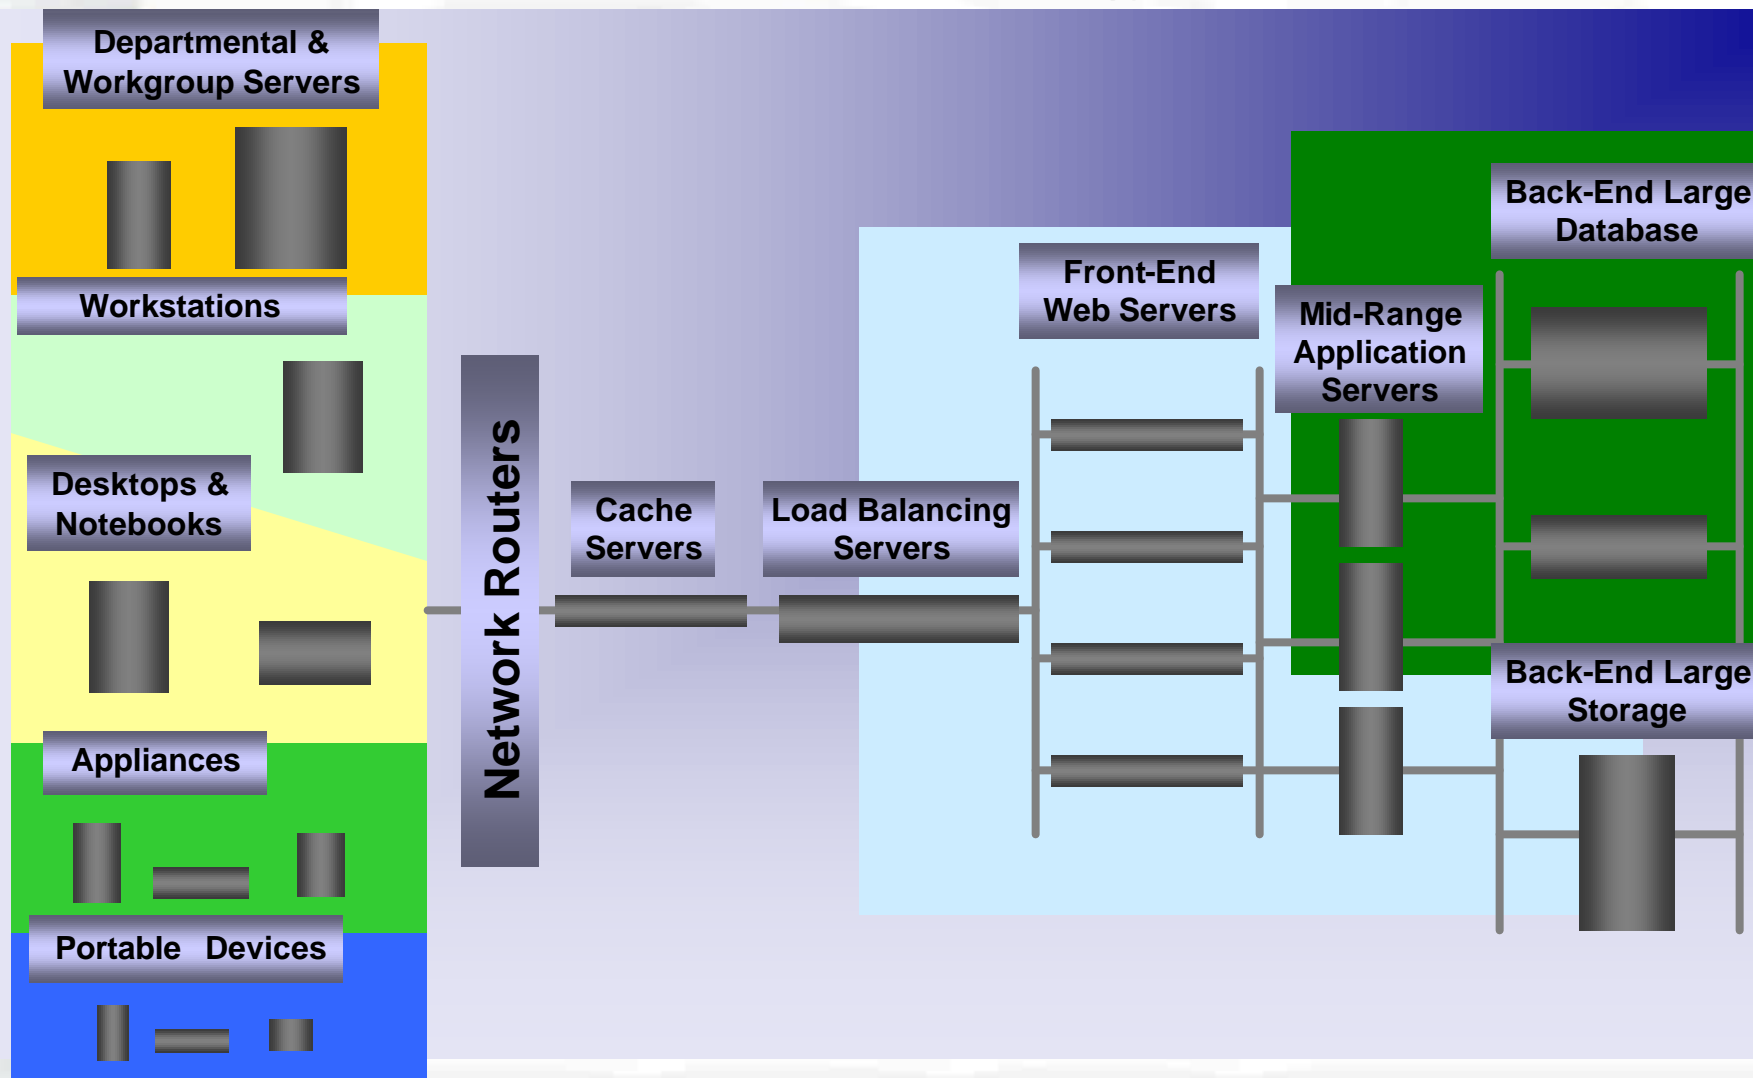 Departmental &
Workgroup Servers
Workstations
Desktops &
Notebooks
Appliances
Portable Devices
Network Routers
Cache
Servers
Load Balancing
Servers
Front-End
Web Servers
Mid-Range
Application
Servers
Back-End Large
Database
Back-End Large
Storage